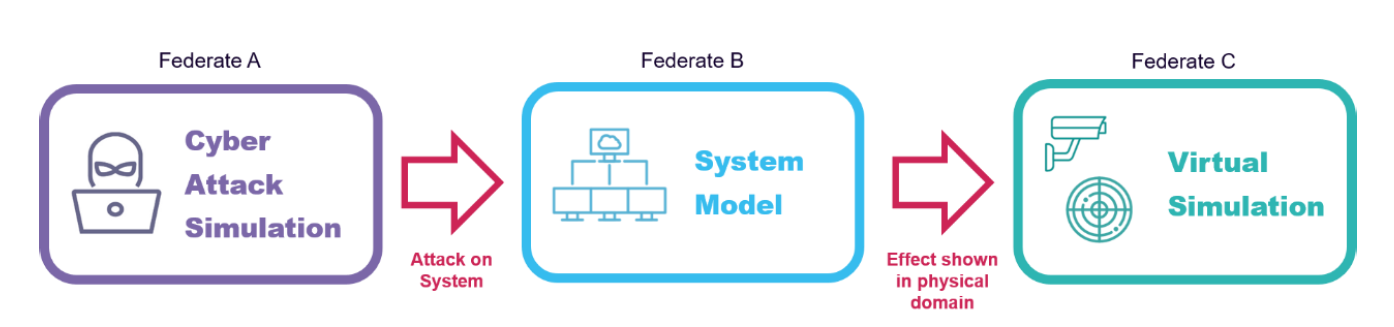 Federate A
Federate B
Federate C
Cyber
Attack
Simulation
Attack on
System
System
Model
Effect shown
in physical
domain
Virtual
Simulation